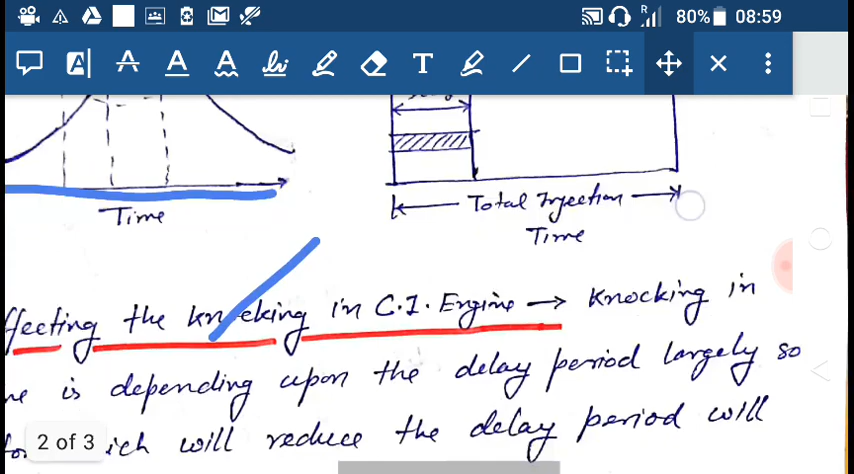 R 80% 08:59
A A A A T
Time
Total Injection
Time
ffecting the knocking in C.I. Engine → Knocking in
is depending upon the delay period largely so
ich will reduce the delay period will
2 of 3